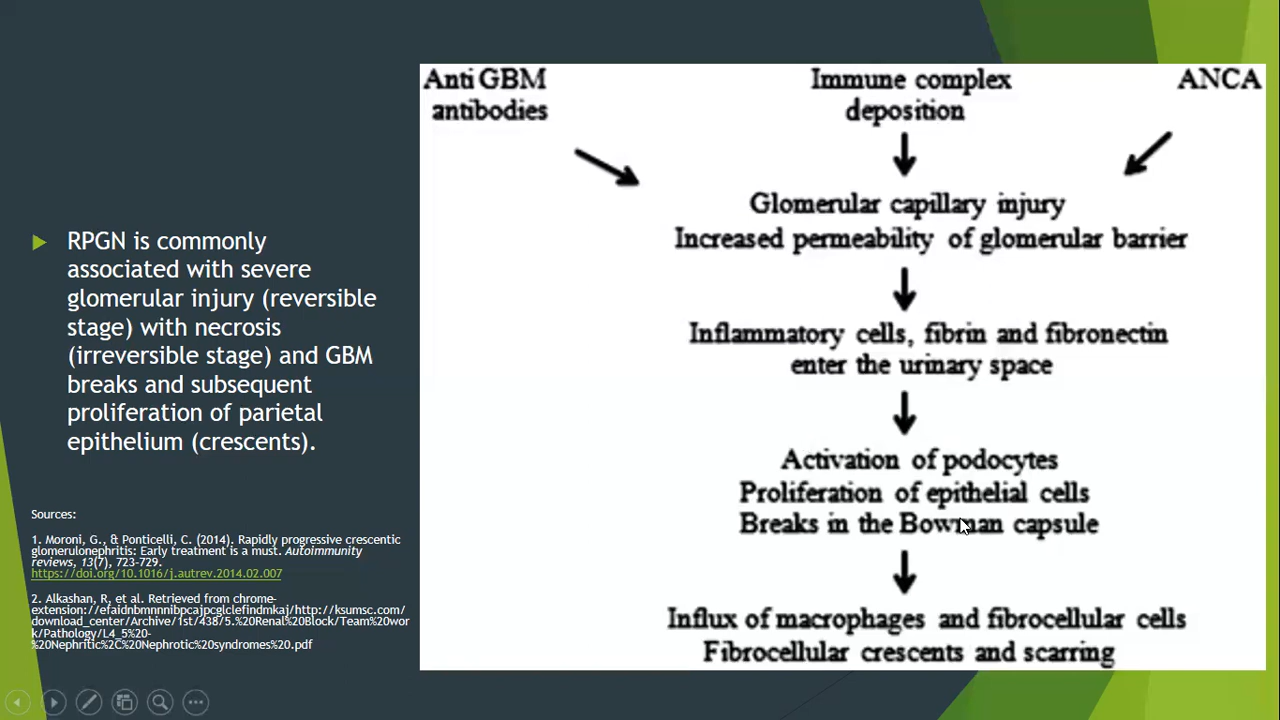 RPGN is commonly
associated with severe
glomerular injury (reversible
stage) with necrosis
(irreversible stage) and GBM
breaks and subsequent
proliferation of parietal
epithelium (crescents).
Sources:
1. Moroni, G., & Ponticelli, C. (2014). Rapidly progressive crescentic
glomerulonephritis: Early treatment is a must. Autoimmunity
reviews, 13(7), 723-729.
https://doi.org/10.1016/j.autrev.2014.02.007
2. Alkashan, R, et al. Retrieved from chrome-
extension://efaidnbmnnnibpcajpcglclefindmkaj/http://ksumsc.com/
download_center/Archive/1st/438/5.%20Renal%20Block/Team%20wor
k/Pathology/L4_5%20-
%20Nephritic%2C%20Nephrotic%20syndromes%20.pdf
Anti GBM
antibodies
Immune complex
deposition
ANCA
Glomerular capillary injury
Increased permeability of glomerular barrier
Inflammatory cells, fibrin and fibronectin
enter the urinary space
Activation of podocytes
Proliferation of epithelial cells
Breaks in the Bowman capsule
Influx of macrophages and fibrocellular cells
Fibrocellular crescents and scarring